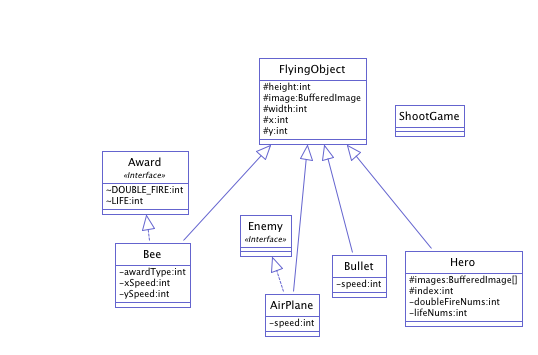 FlyingObject
#height:int
#image:BufferedImage
#width:int
#x:int
#y:int
ShootGame
Award
«Interface»
~DOUBLE_FIRE:int
~LIFE:int
Enemy
«Interface»
Bee
-awardType:int
-xSpeed:int
-ySpeed:int
Bullet
-speed:int
Hero
#images:BufferedImage[]
#index:int
-doubleFireNums:int
-lifeNums:int
AirPlane
-speed:int